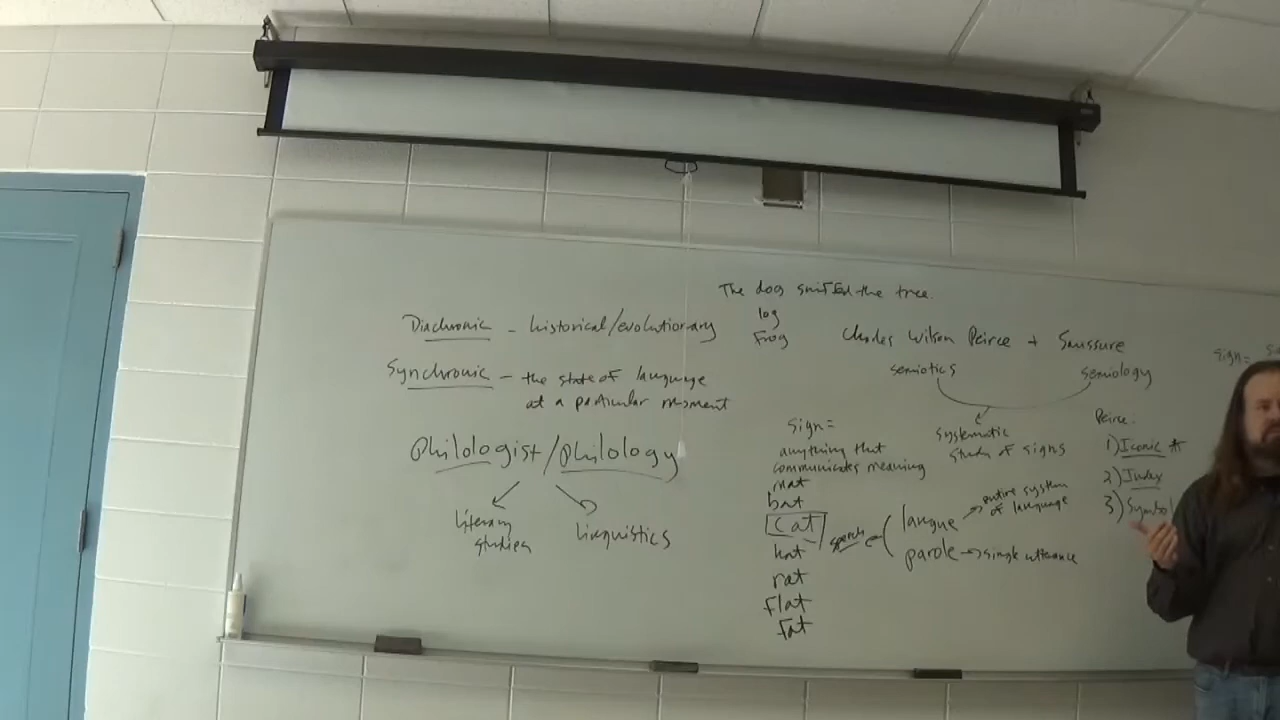 The dog sniffed the tree.
log
frog
Diachronic - historical/evolutionary
Synchronic - the state of language
at a particular moment
philologist/philology
literary
studies
linguistics
Charles Wilson Peirce + Saussure
semiotics
semiology
systematic
study of signs
sign=
anything that
communicates meaning
mat
bat
cat
hat
rat
flat
fat
speech
langue → entire system
of language
parole → single utterance
Peirce:
1) Iconic *
2) Index
3) Symbol
sign=